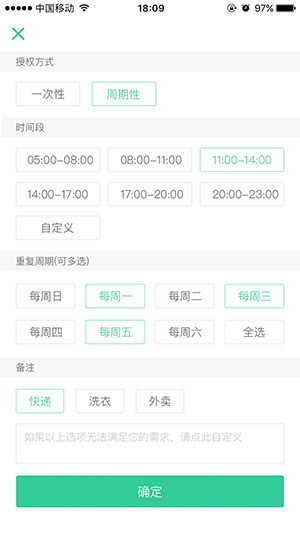 中国移动 18:09 97%
授权方式
一次性 周期性
时间段
05:00-08:00 08:00-11:00 11:00-14:00
14:00-17:00 17:00-20:00 20:00-23:00
自定义
重复周期(可多选)
每周日 每周一 每周二 每周三
每周四 每周五 每周六 全选
备注
快递 洗衣 外卖
如果以上选项无法满足您的需求，请点此自定义
确定